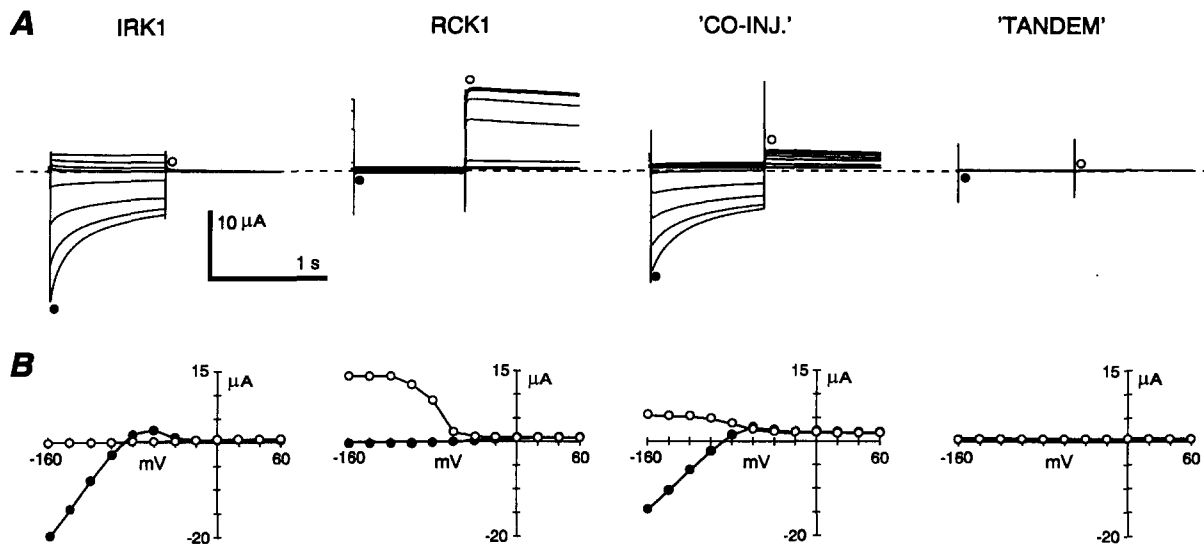 A IRK1 RCK1 'CO-INJ.' 'TANDEM'
10 µA
1 s
B 15 15 15 15
µA µA µA µA
-160 mV 60 -160 mV 60 -160 mV 60 -160 mV 60
-20 -20 -20 -20